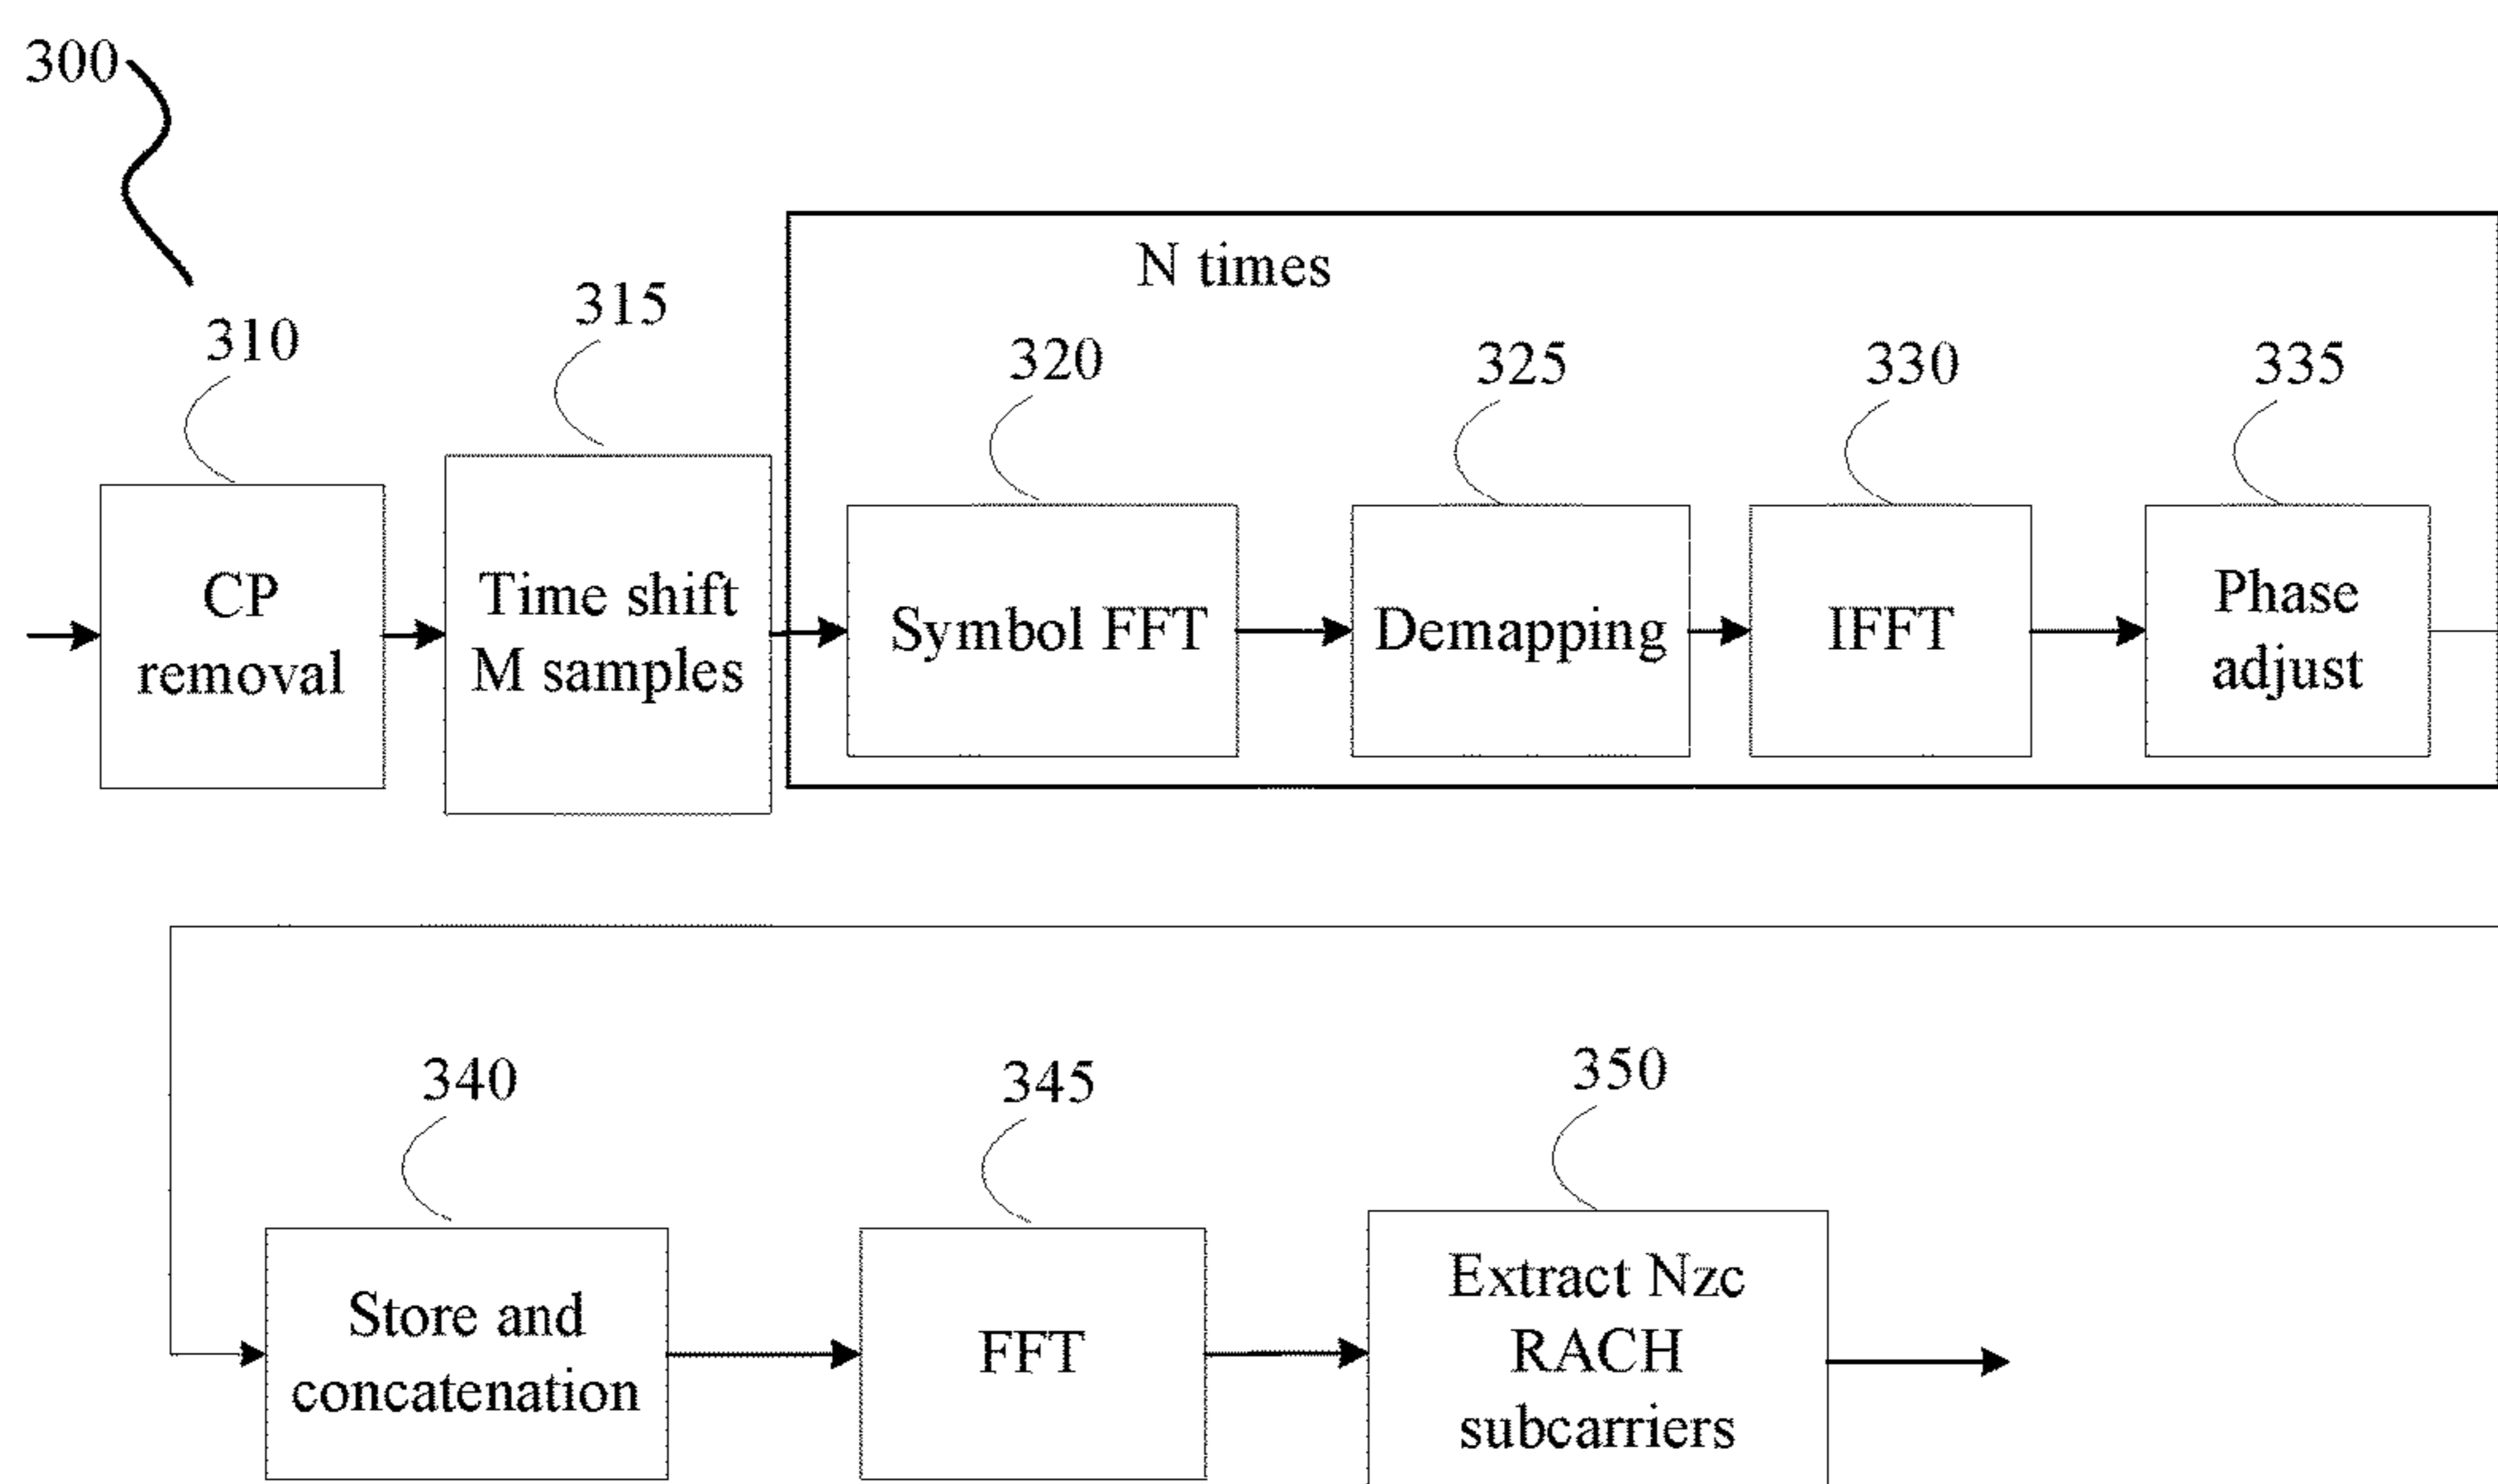 300
N times
310
315
320
325
330
335
CP
removal
Time shift
M samples
Symbol FFT
Demapping
IFFT
Phase
adjust
340
345
350
Store and
concatenation
FFT
Extract Nzc
RACH
subcarriers